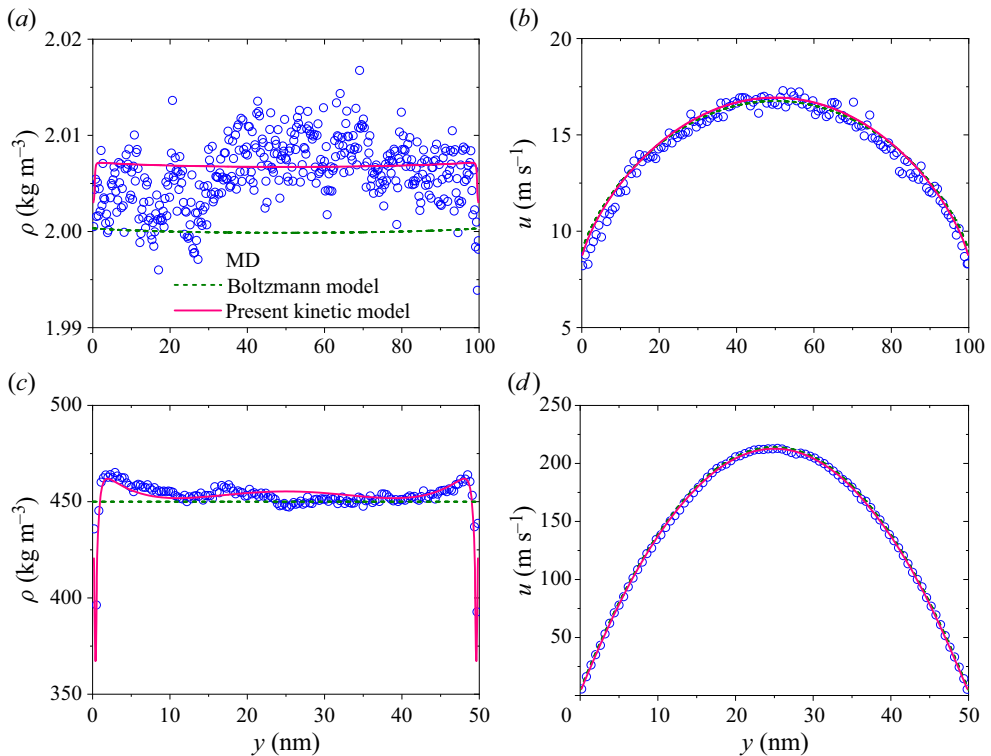 (a)
(b)
2.02
2.01
2.00
1.99
ρ (kg m−3)
MD
Boltzmann model
Present kinetic model
0 20 40 60 80 100
20
15
10
5
u (m s−1)
0 20 40 60 80 100
(c)
(d)
500
450
400
350
ρ (kg m−3)
0 10 20 30 40 50
y (nm)
250
200
150
100
50
u (m s−1)
0 10 20 30 40 50
y (nm)